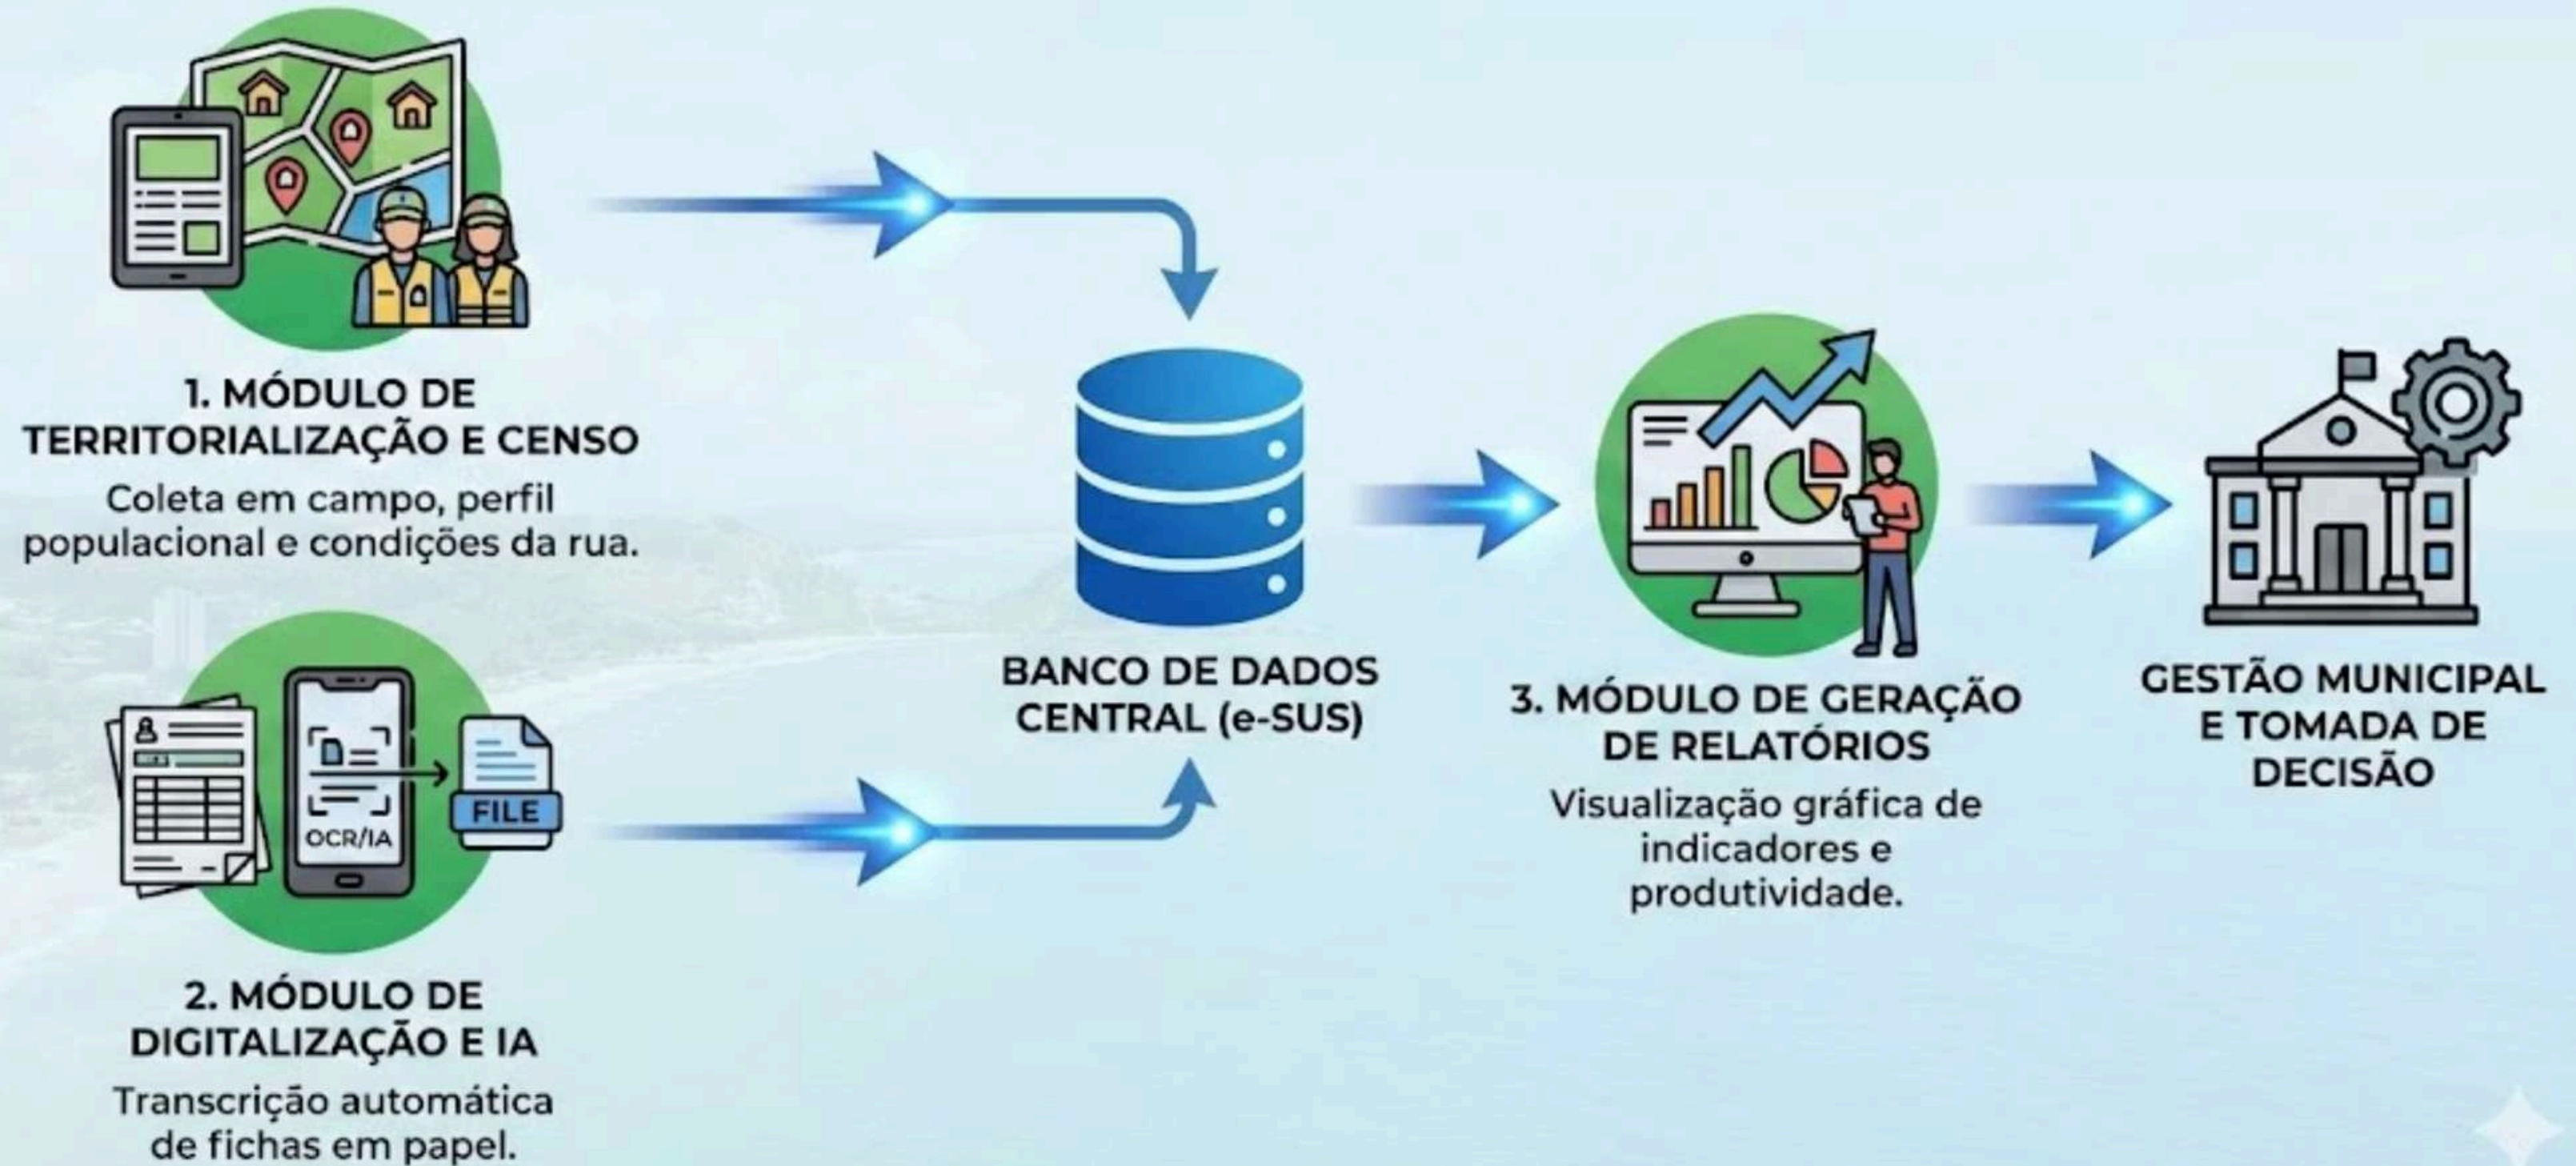 1. MÓDULO DE
TERRITORIALIZAÇÃO E CENSO
Coleta em campo, perfil
populacional e condições da rua.
OCR/IA
FILE
2. MÓDULO DE
DIGITALIZAÇÃO E IA
Transcrição automática
de fichas em papel.
BANCO DE DADOS
CENTRAL (e-SUS)
3. MÓDULO DE GERAÇÃO
DE RELATÓRIOS
Visualização gráfica de
indicadores e
produtividade.
GESTÃO MUNICIPAL
E TOMADA DE
DECISÃO